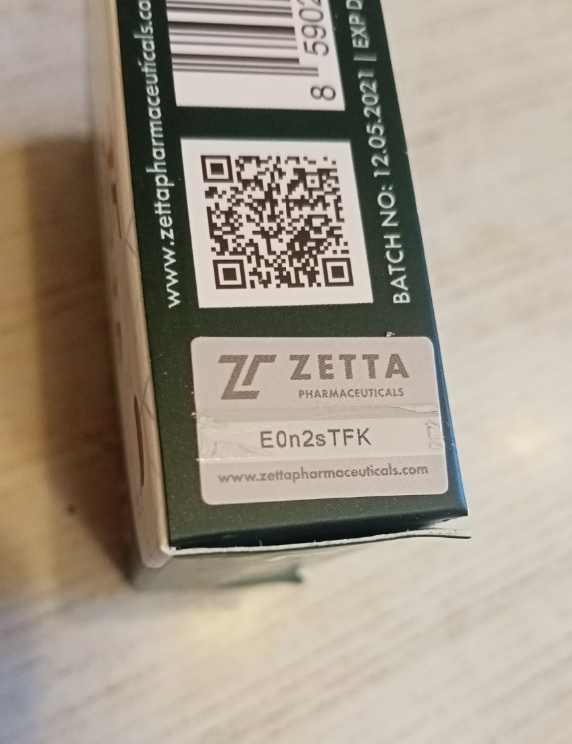 www.zettapharmaceuticals.co
8 5902
BATCH NO: 12.05.2021 | EXP D
ZETTA
PHARMACEUTICALS
E0n2sTFK
www.zettapharmaceuticals.com